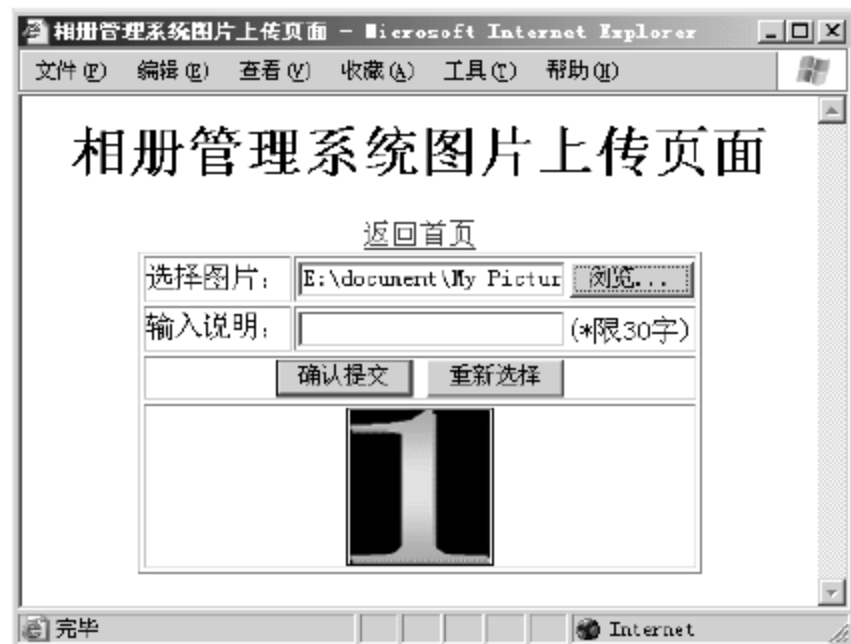 相册管理系统图片上传页面 - Microsoft Internet Explorer
文件(F) 编辑(E) 查看(V) 收藏(A) 工具(T) 帮助(H)
相册管理系统图片上传页面
返回首页
选择图片: E:\document\My Pictur 浏览...
输入说明: (*限30字)
确认提交 重新选择
1
完毕 Internet